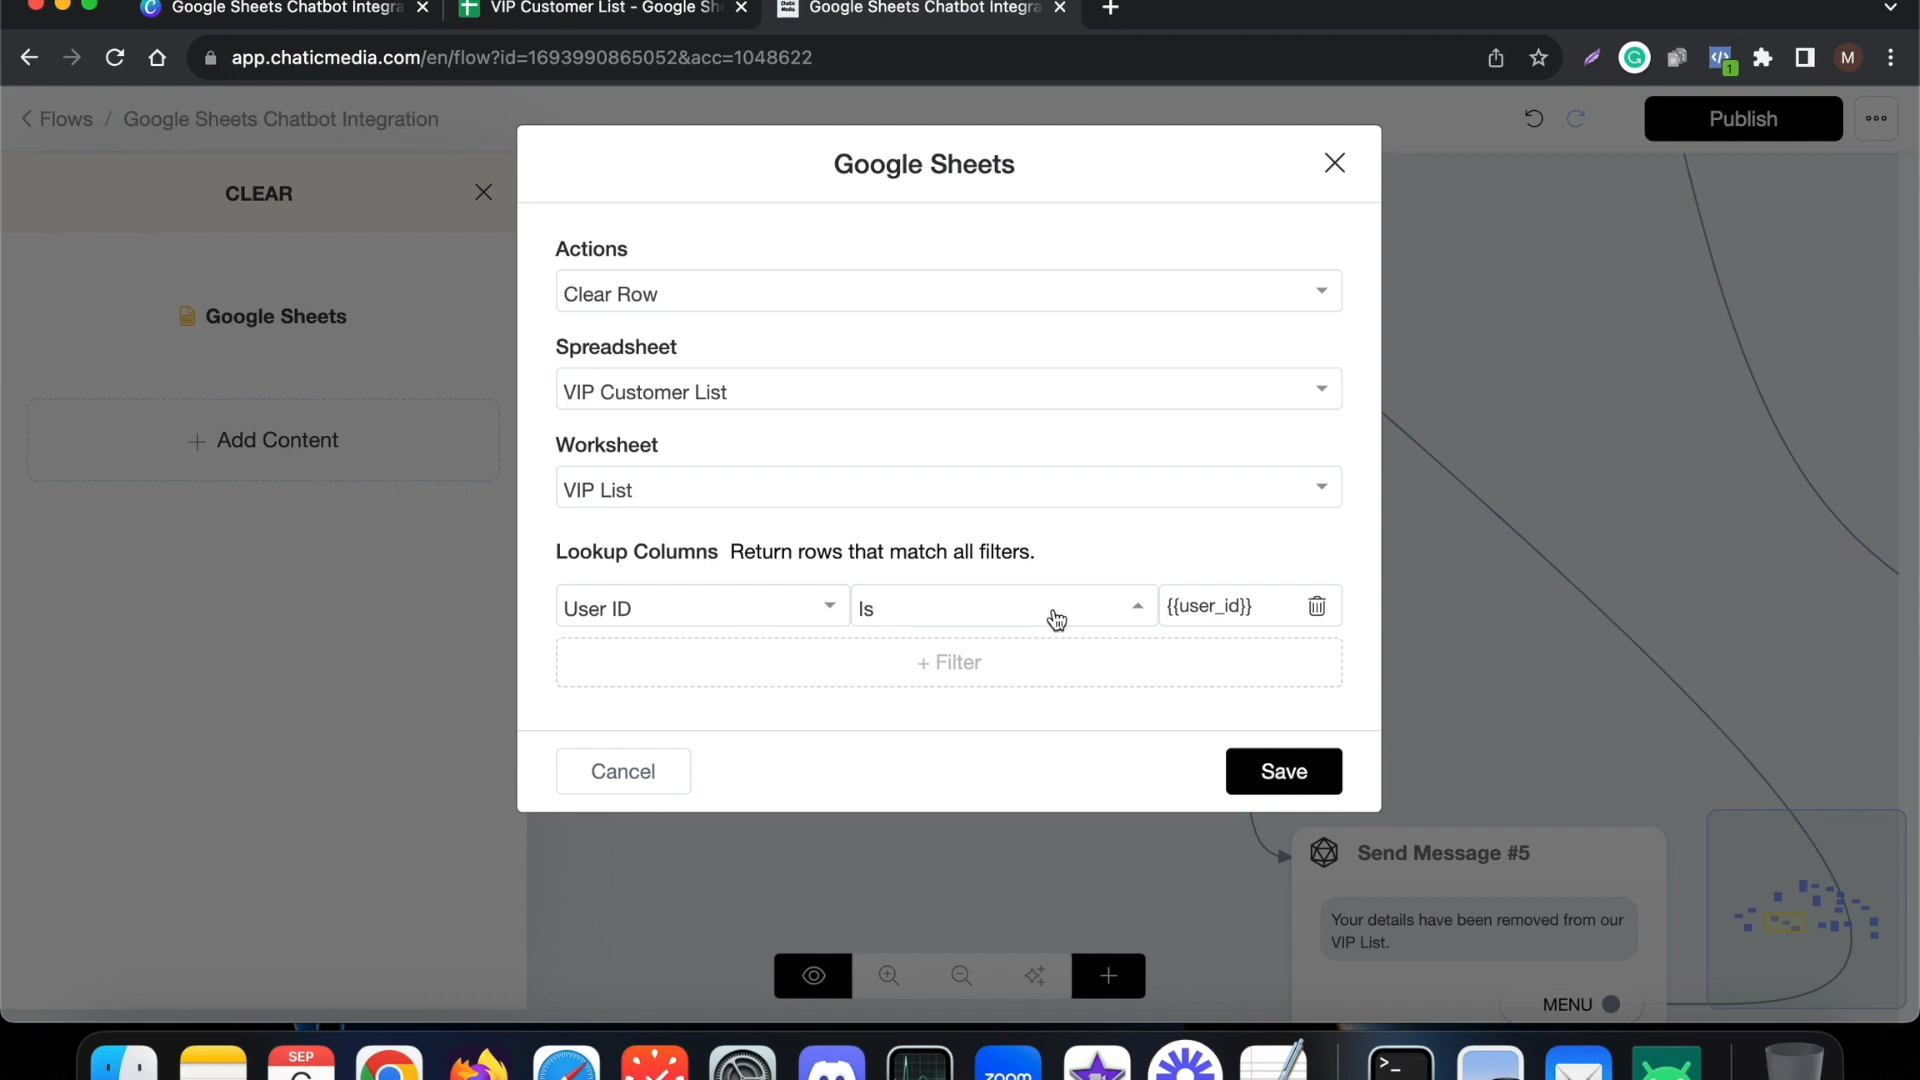 Google Sheets Chatbot Integra
VIP Customer List - Google Sh
Google Sheets Chatbot Integra
app.chaticmedia.com/en/flow?id=1693990865052&acc=1048622
1
M
Flows / Google Sheets Chatbot Integration
Publish
CLEAR
Google Sheets
+ Add Content
Google Sheets
Actions
Clear Row
Spreadsheet
VIP Customer List
Worksheet
VIP List
Lookup Columns Return rows that match all filters.
User ID
Is
{{user_id}}
+ Filter
Cancel
Save
Send Message #5
Your details have been removed from our
VIP List.
MENU
SEP
zoom